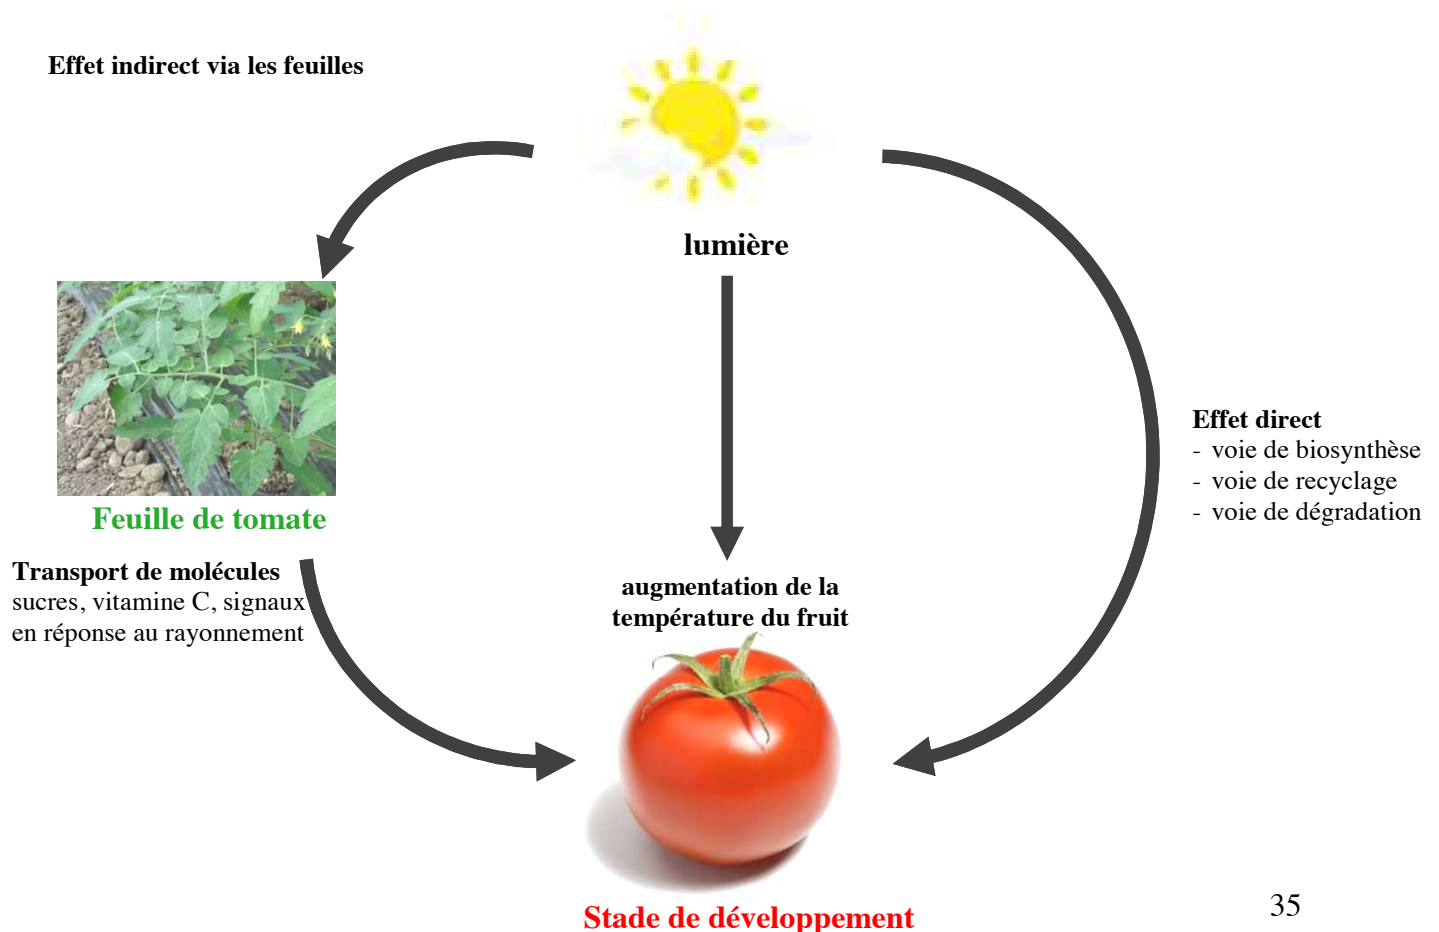 Effet indirect via les feuilles
lumière
Feuille de tomate
Transport de molécules
sucres, vitamine C, signaux
en réponse au rayonnement
augmentation de la
température du fruit
Effet direct
- voie de biosynthèse
- voie de recyclage
- voie de dégradation
Stade de développement
35